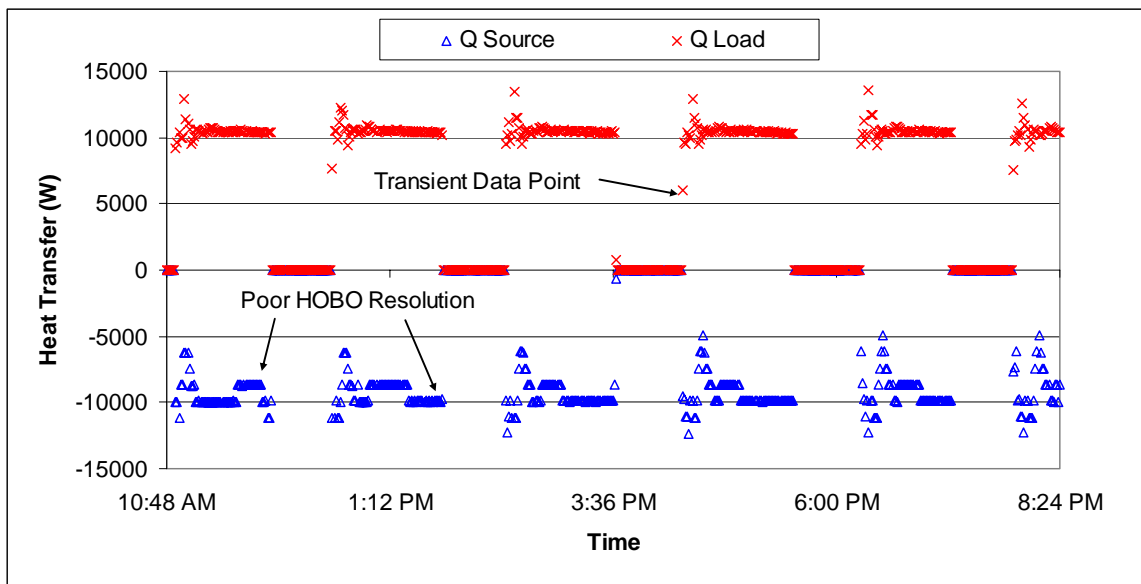 Q Source Q Load
15000
10000
5000
0
-5000
-10000
-15000
Heat Transfer (W)
Transient Data Point
Poor HOBO Resolution
10:48 AM 1:12 PM 3:36 PM 6:00 PM 8:24 PM
Time